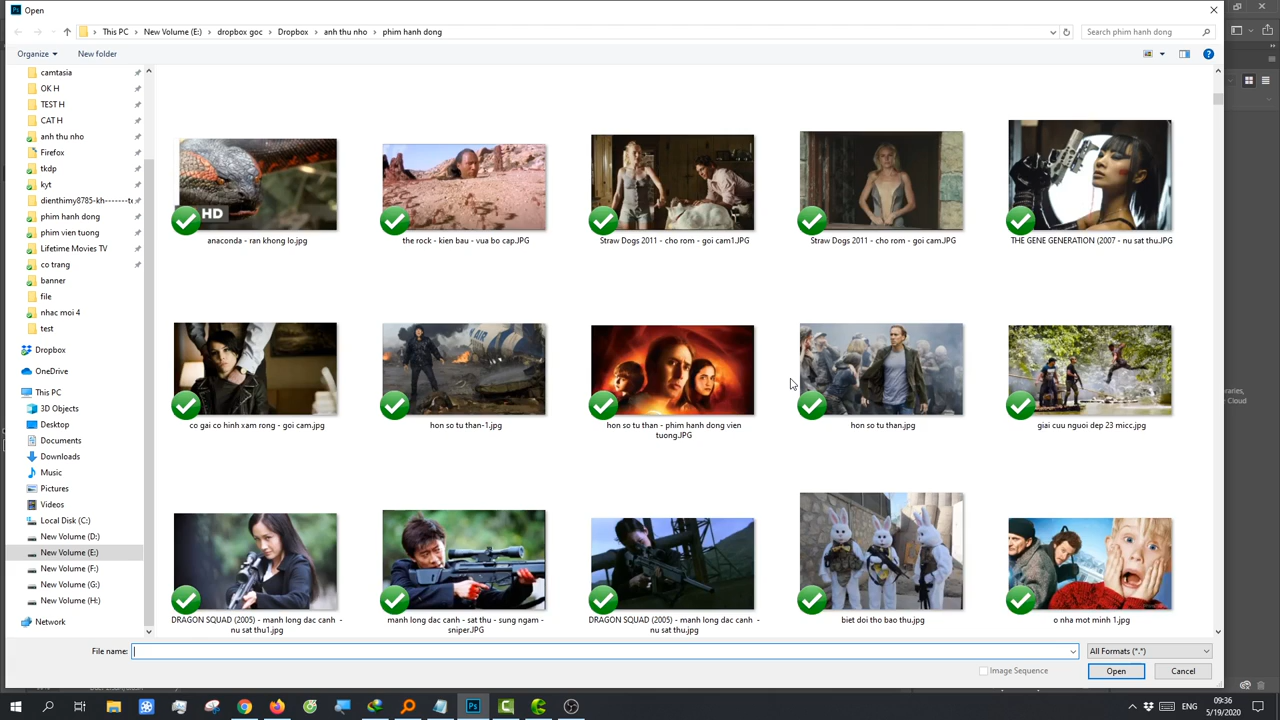 Open
This PC
New Volume (E:)
dropbox goc
Dropbox
anh thu nho
phim hanh dong
Search phim hanh dong
Organize
New folder
camtasia
OK H
TEST H
CAT H
anh thu nho
Firefox
tkdp
kyt
dienthimy8785-kh-------te
phim hanh dong
phim vien tuong
Lifetime Movies TV
co trang
banner
file
nhac moi 4
test
Dropbox
OneDrive
This PC
3D Objects
Desktop
Documents
Downloads
Music
Pictures
Videos
Local Disk (C:)
New Volume (D:)
New Volume (E:)
New Volume (F:)
New Volume (G:)
New Volume (H:)
Network
HD
anaconda - ran khong lo.jpg
the rock - kien bau - vua bo cap.JPG
Straw Dogs 2011 - cho rom - goi cam1.JPG
Straw Dogs 2011 - cho rom - goi cam.JPG
THE GENE GENERATION (2007 - nu sat thu.JPG
co gai co hinh xam rong - goi cam.jpg
hon so tu than-1.jpg
hon so tu than - phim hanh dong vien
tuong.JPG
hon so tu than.jpg
giai cuu nguoi dep 23 micc.jpg
DRAGON SQUAD (2005) - manh long dac canh -
nu sat thu1.jpg
manh long dac canh - sat thu - sung ngam -
sniper.JPG
DRAGON SQUAD (2005) - manh long dac canh -
nu sat thu.jpg
biet doi tho bao thu.jpg
o nha mot minh 1.jpg
File name:
All Formats (*.*)
Image Sequence
Open
Cancel
raries,
Cloud
Ps
09:36
5/19/2020